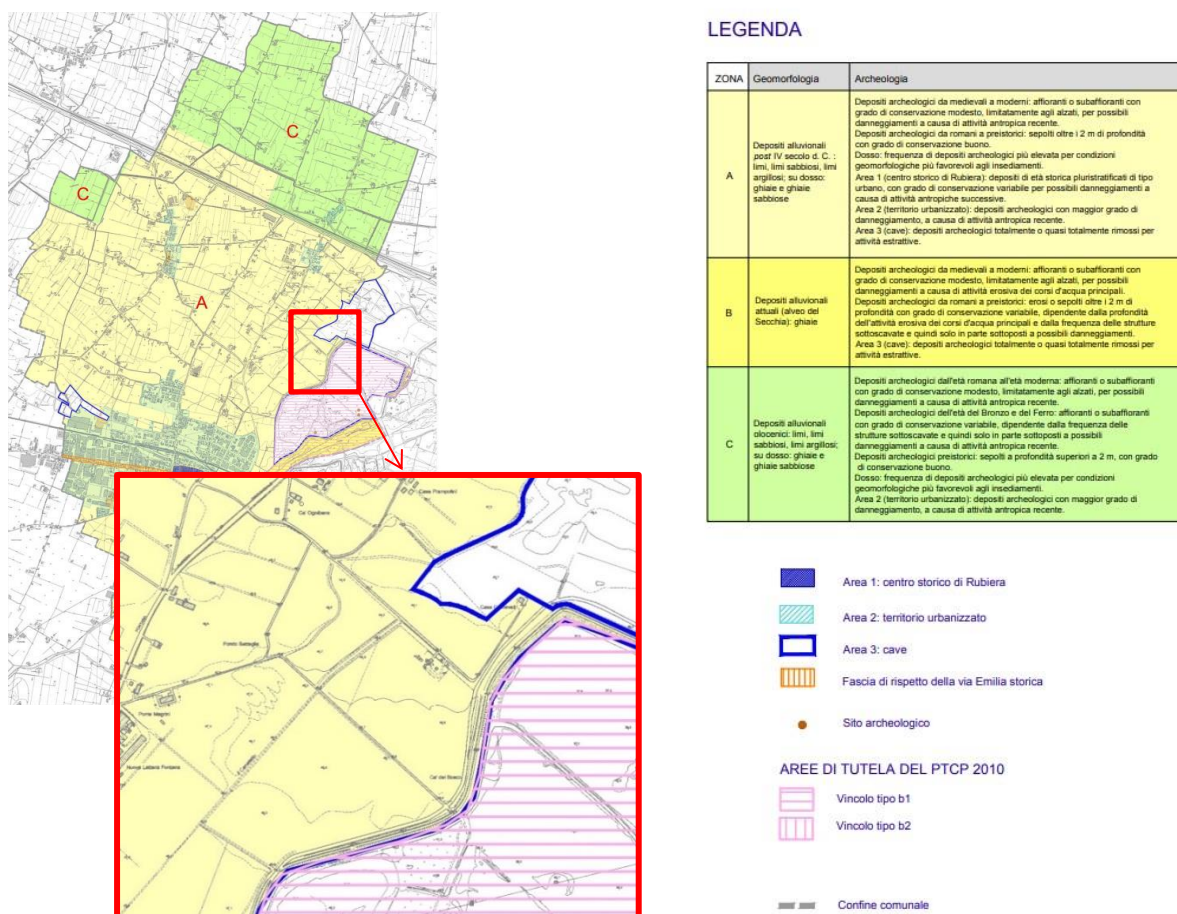 C
C
A
Casa Prampolini
Ca' Ognibene
Fondo Battaglia
Ponte Magrini
Ca' del Bosco
LEGENDA
ZONA Geomorfologia Archeologia
A
Depositi alluvionali
post IV secolo d. C. :
limi, limi sabbiosi, limi
argillosi; su dosso:
ghiaie e ghiaie
sabbiose
Depositi archeologici da medievali a moderni: affioranti o subaffioranti con
grado di conservazione modesto, limitatamente agli alzati, per possibili
danneggiamenti a causa di attività antropica recente.
Depositi archeologici da romani a preistorici: sepolti oltre i 2 m di profondità
con grado di conservazione buono.
Dosso: frequenza di depositi archeologici più elevata per condizioni
geomorfologiche più favorevoli agli insediamenti.
Area 1 (centro storico di Rubiera): depositi di età storica pluristratificati di tipo
urbano, con grado di conservazione variabile per possibili danneggiamenti a
causa di attività antropiche successive.
Area 2 (territorio urbanizzato): depositi archeologici con maggior grado di
danneggiamento, a causa di attività antropica recente.
Area 3 (cave): depositi archeologici totalmente o quasi totalmente rimossi per
attività estrattive.
B
Depositi alluvionali
attuali (alveo del
Secchia): ghiaie
Depositi archeologici da medievali a moderni: affioranti o subaffioranti con
grado di conservazione modesto, limitatamente agli alzati, per possibili
danneggiamenti a causa di attività erosiva dei corsi d'acqua principali.
Depositi archeologici da romani a preistorici: erosi o sepolti oltre i 2 m di
profondità con grado di conservazione variabile, dipendente dalla profondità
dell'attività erosiva dei corsi d'acqua principali e dalla frequenza delle strutture
sottoscavate e quindi solo in parte sottoposti a possibili danneggiamenti.
Area 3 (cave): depositi archeologici totalmente o quasi totalmente rimossi per
attività estrattive.
C
Depositi alluvionali
olocenici: limi, limi
sabbiosi, limi argillosi;
su dosso: ghiaie e
ghiaie sabbiose
Depositi archeologici dall'età romana all'età moderna: affioranti o subaffioranti
con grado di conservazione modesto, limitatamente agli alzati, per possibili
danneggiamenti a causa di attività antropica recente.
Depositi archeologici dell'età del Bronzo e del Ferro: affioranti o subaffioranti
con grado di conservazione variabile, dipendente dalla frequenza delle
strutture sottoscavate e quindi solo in parte sottoposti a possibili
danneggiamenti a causa di attività antropica recente.
Depositi archeologici preistorici: sepolti a profondità superiori a 2 m, con grado
di conservazione buono.
Dosso: frequenza di depositi archeologici più elevata per condizioni
geomorfologiche più favorevoli agli insediamenti.
Area 2 (territorio urbanizzato): depositi archeologici con maggior grado di
danneggiamento, a causa di attività antropica recente.
Area 1: centro storico di Rubiera
Area 2: territorio urbanizzato
Area 3: cave
Fascia di rispetto della via Emilia storica
Sito archeologico
AREE DI TUTELA DEL PTCP 2010
Vincolo tipo b1
Vincolo tipo b2
Confine comunale